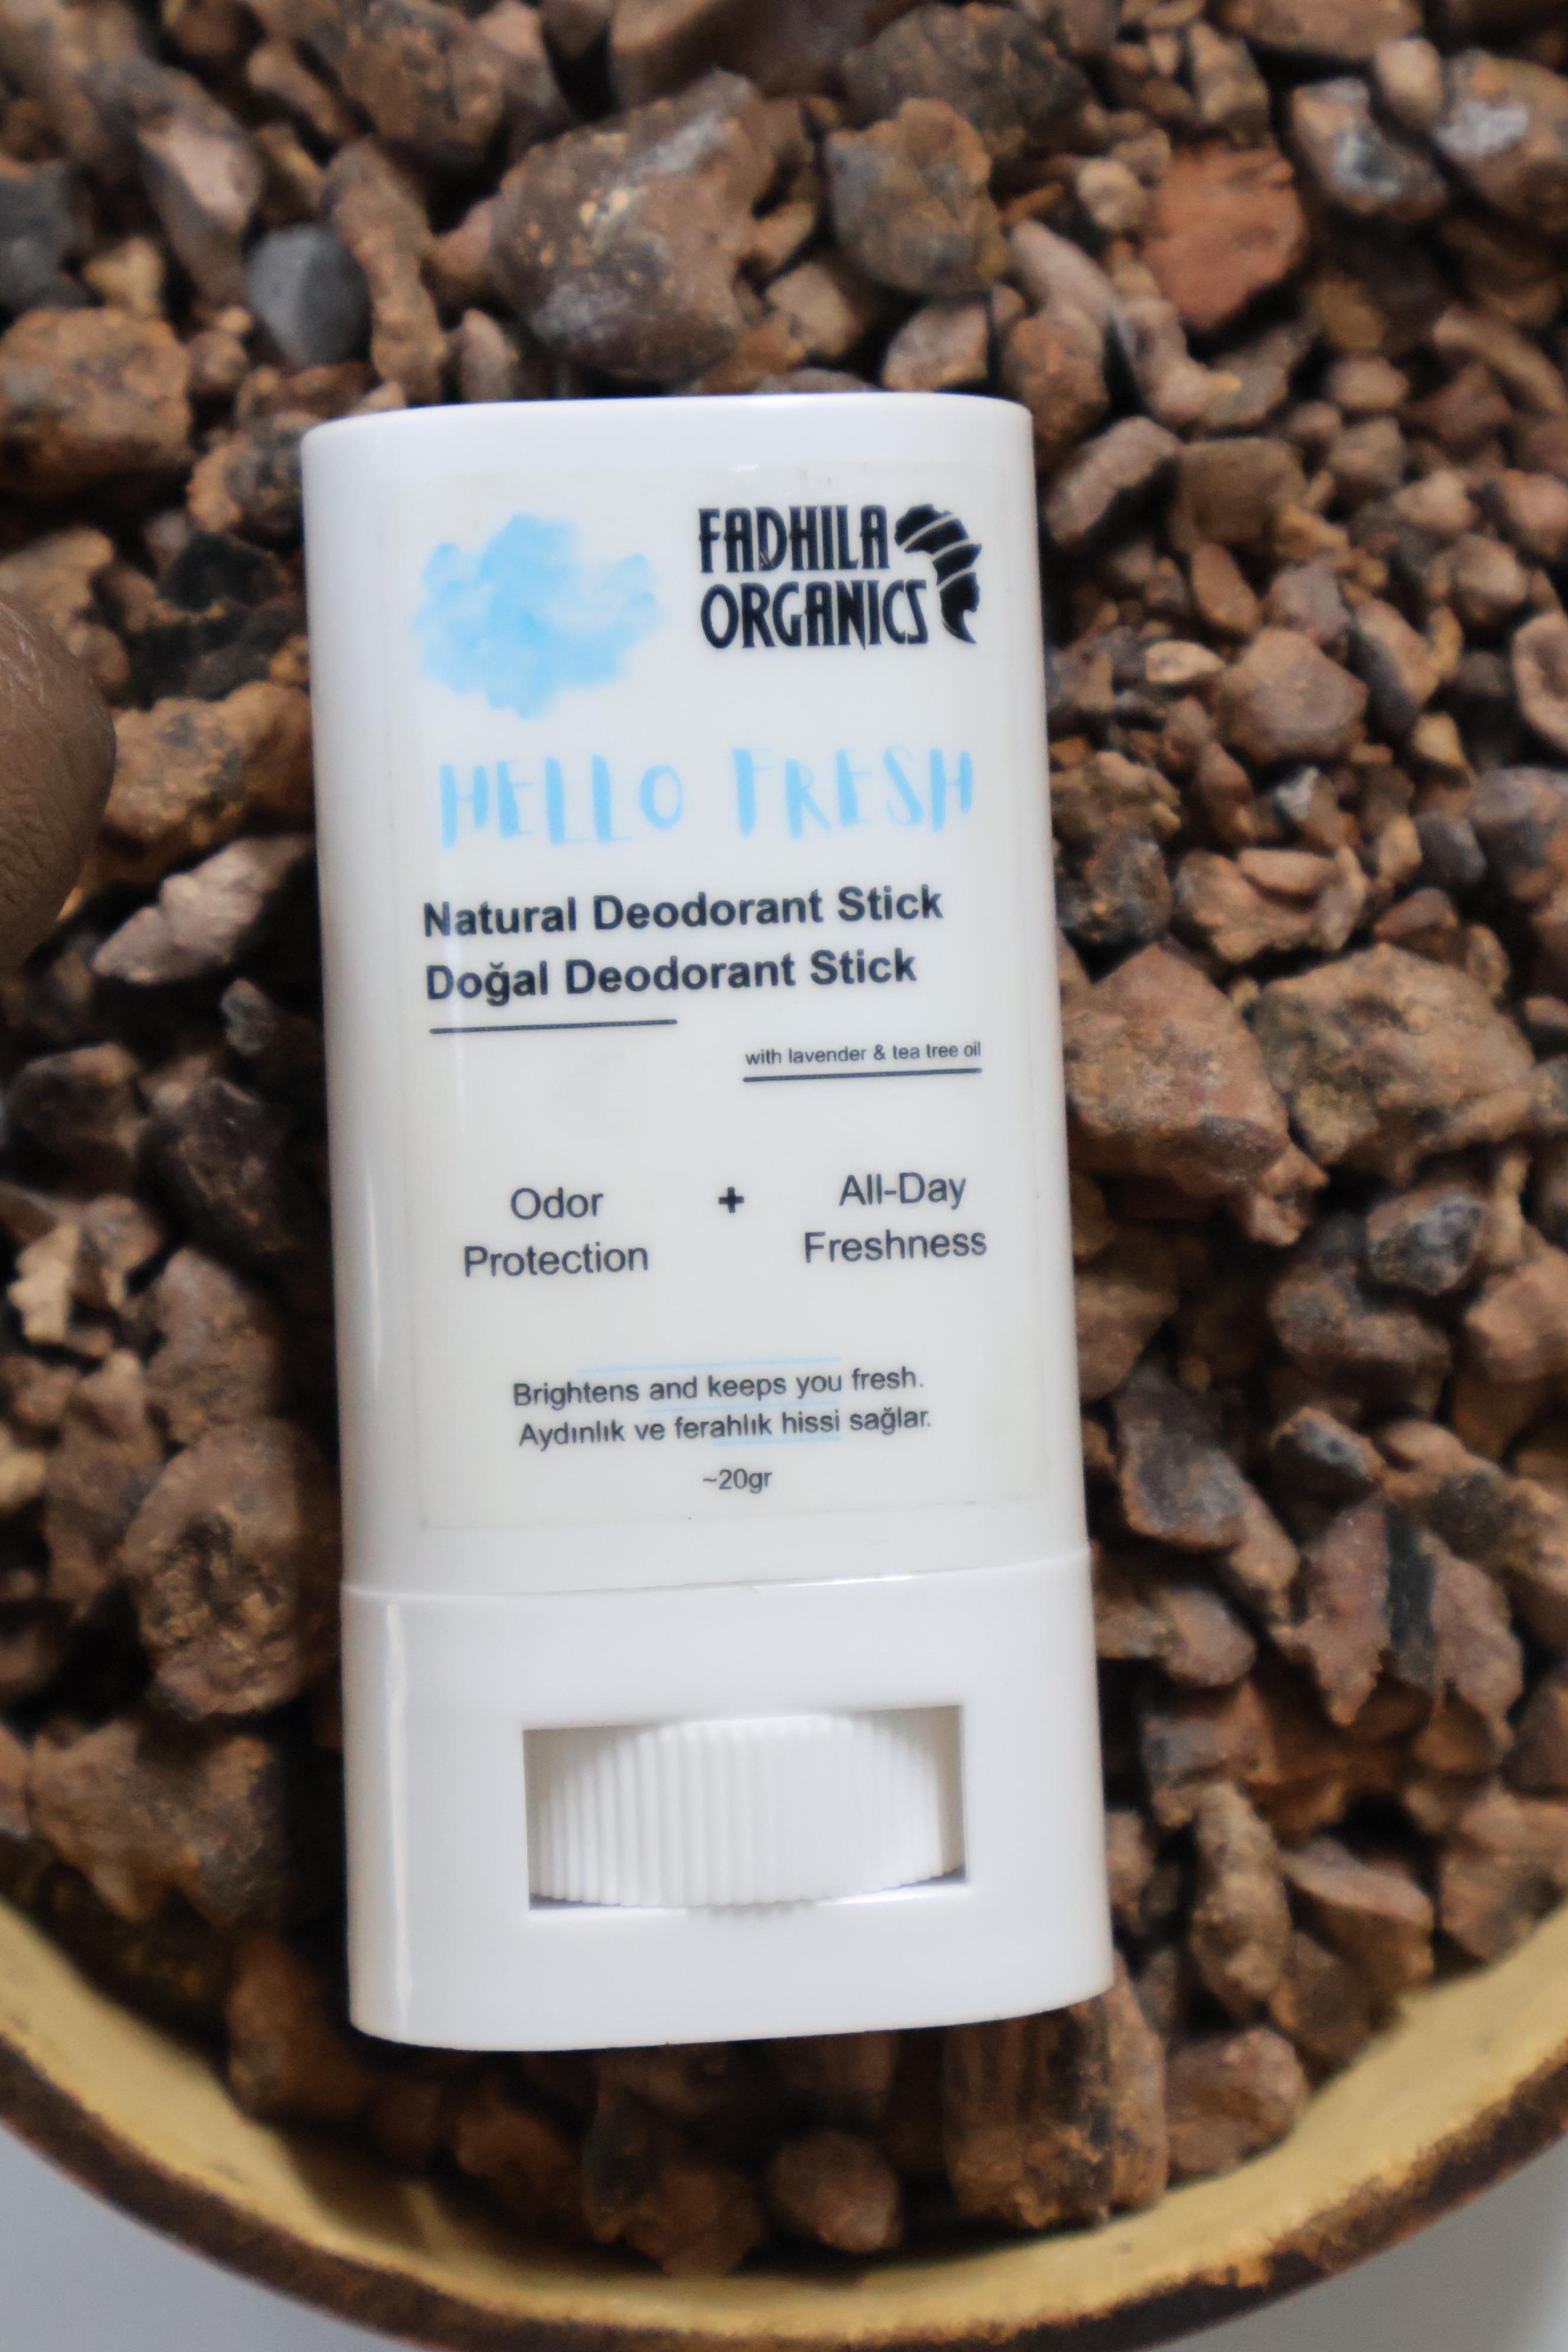 FADHILA
ORGANICS
HELLO FRESH
Natural Deodorant Stick
Doğal Deodorant Stick
with lavender & tea tree oil
Odor
Protection
+
All-Day
Freshness
Brightens and keeps you fresh.
Aydınlık ve ferahlık hissi sağlar.
~20gr